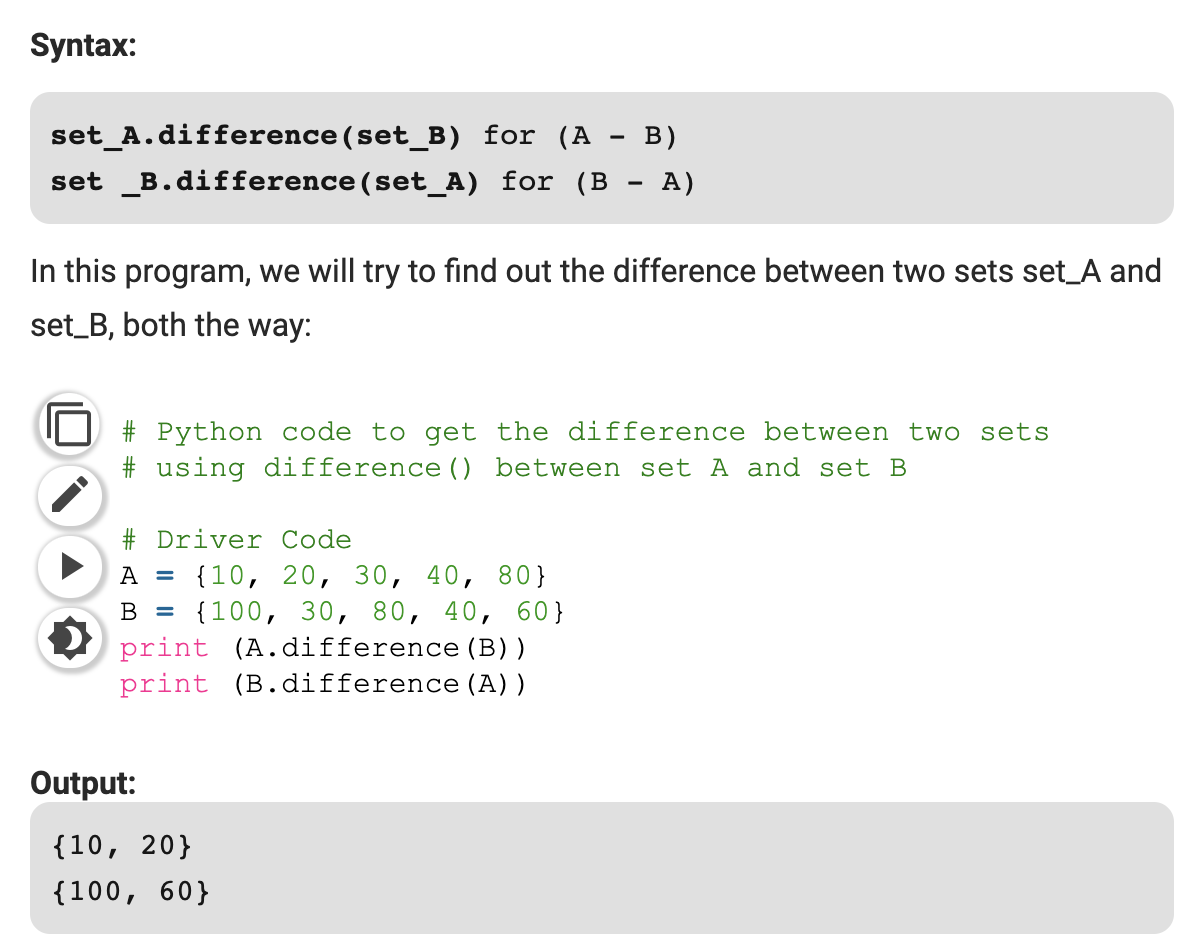 Syntax:
set_A.difference(set_B) for (A - B)
set _B.difference(set_A) for (B - A)
In this program, we will try to find out the difference between two sets set_A and
set_B, both the way:
# Python code to get the difference between two sets
# using difference() between set A and set B
# Driver Code
A = {10, 20, 30, 40, 80}
B = {100, 30, 80, 40, 60}
print (A.difference(B))
print (B.difference(A))
Output:
{10, 20}
{100, 60}